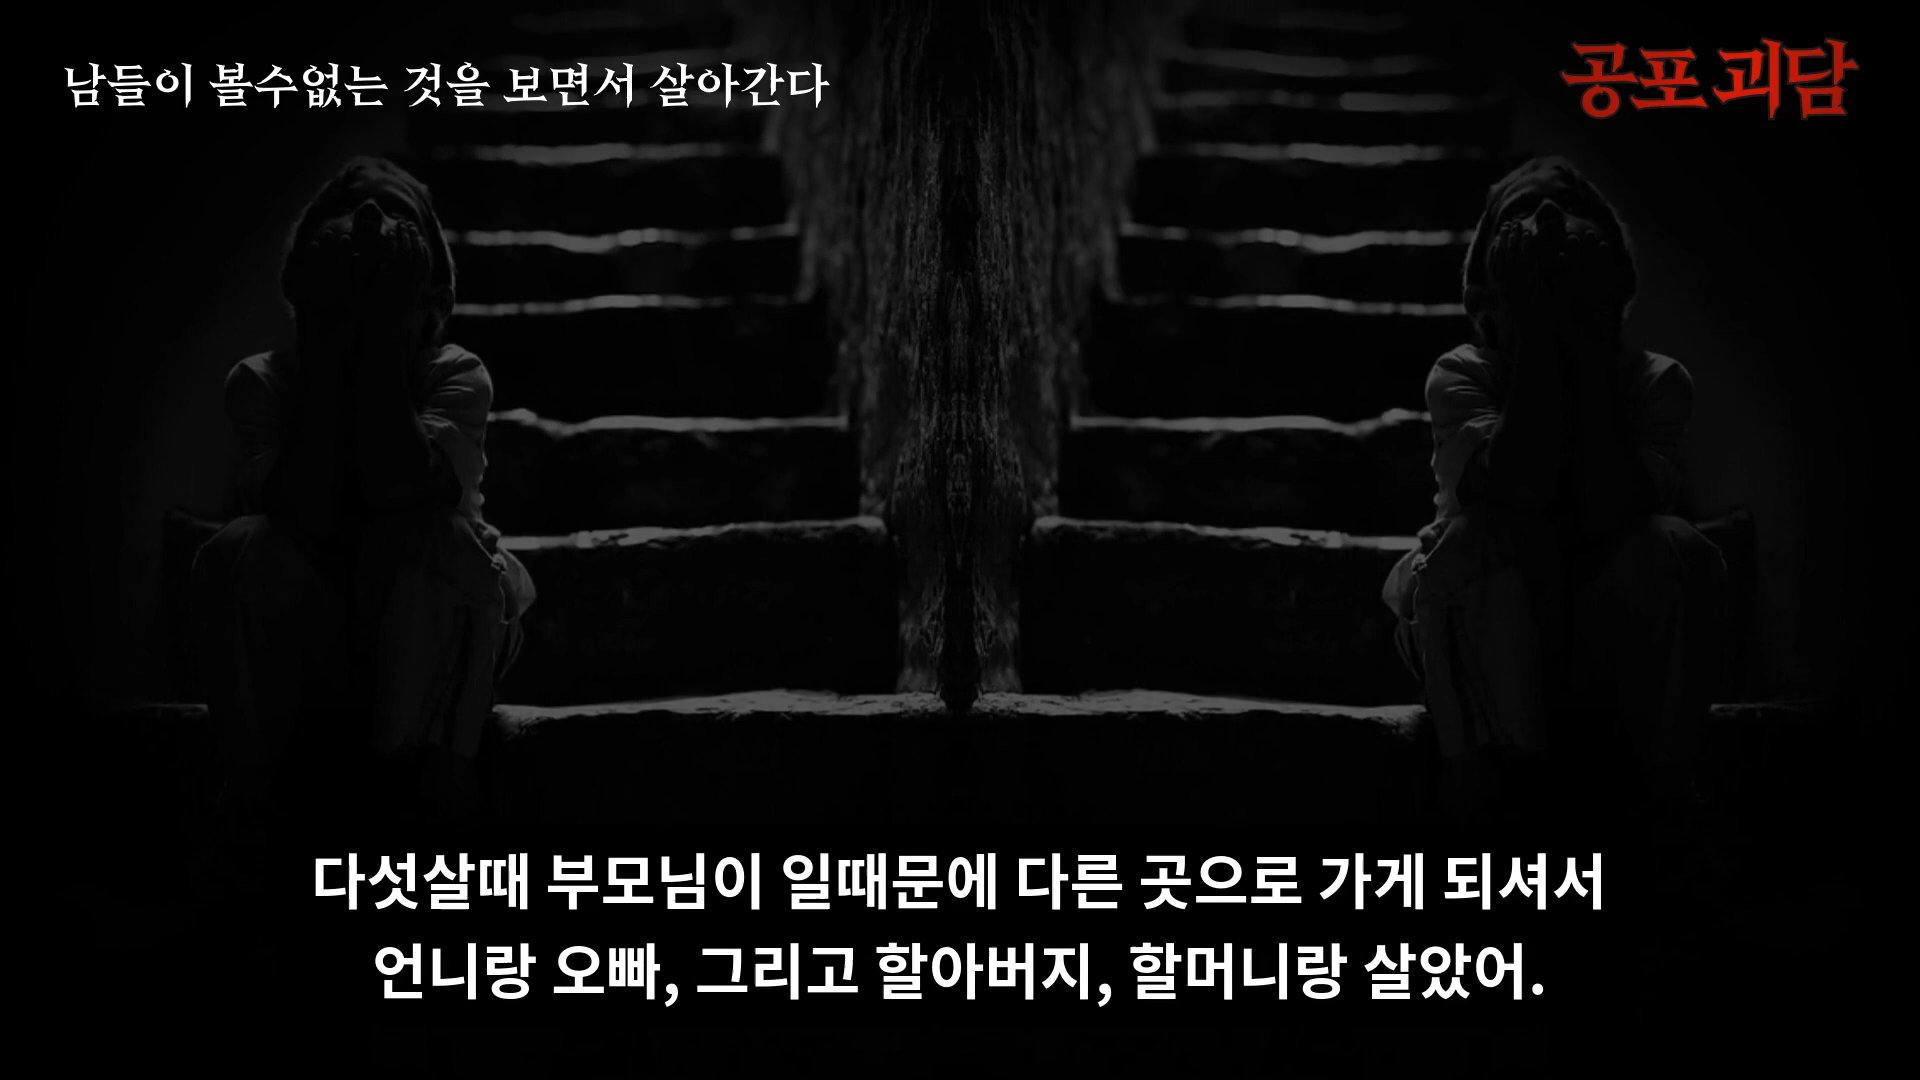 남들이 볼수없는 것을 보면서 살아간다
공포 괴담
다섯살때 부모님이 일때문에 다른 곳으로 가게 되셔서
언니랑 오빠, 그리고 할아버지, 할머니랑 살았어.